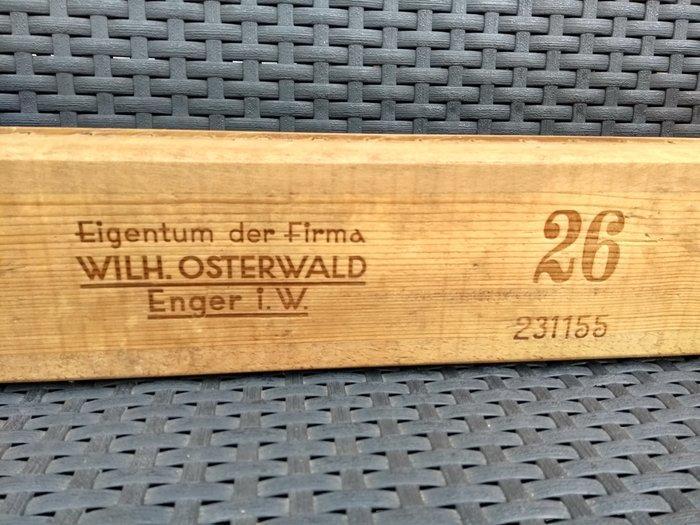 Eigentum der Firma
WILH. OSTERWALD
Enger i.W.
26
231155